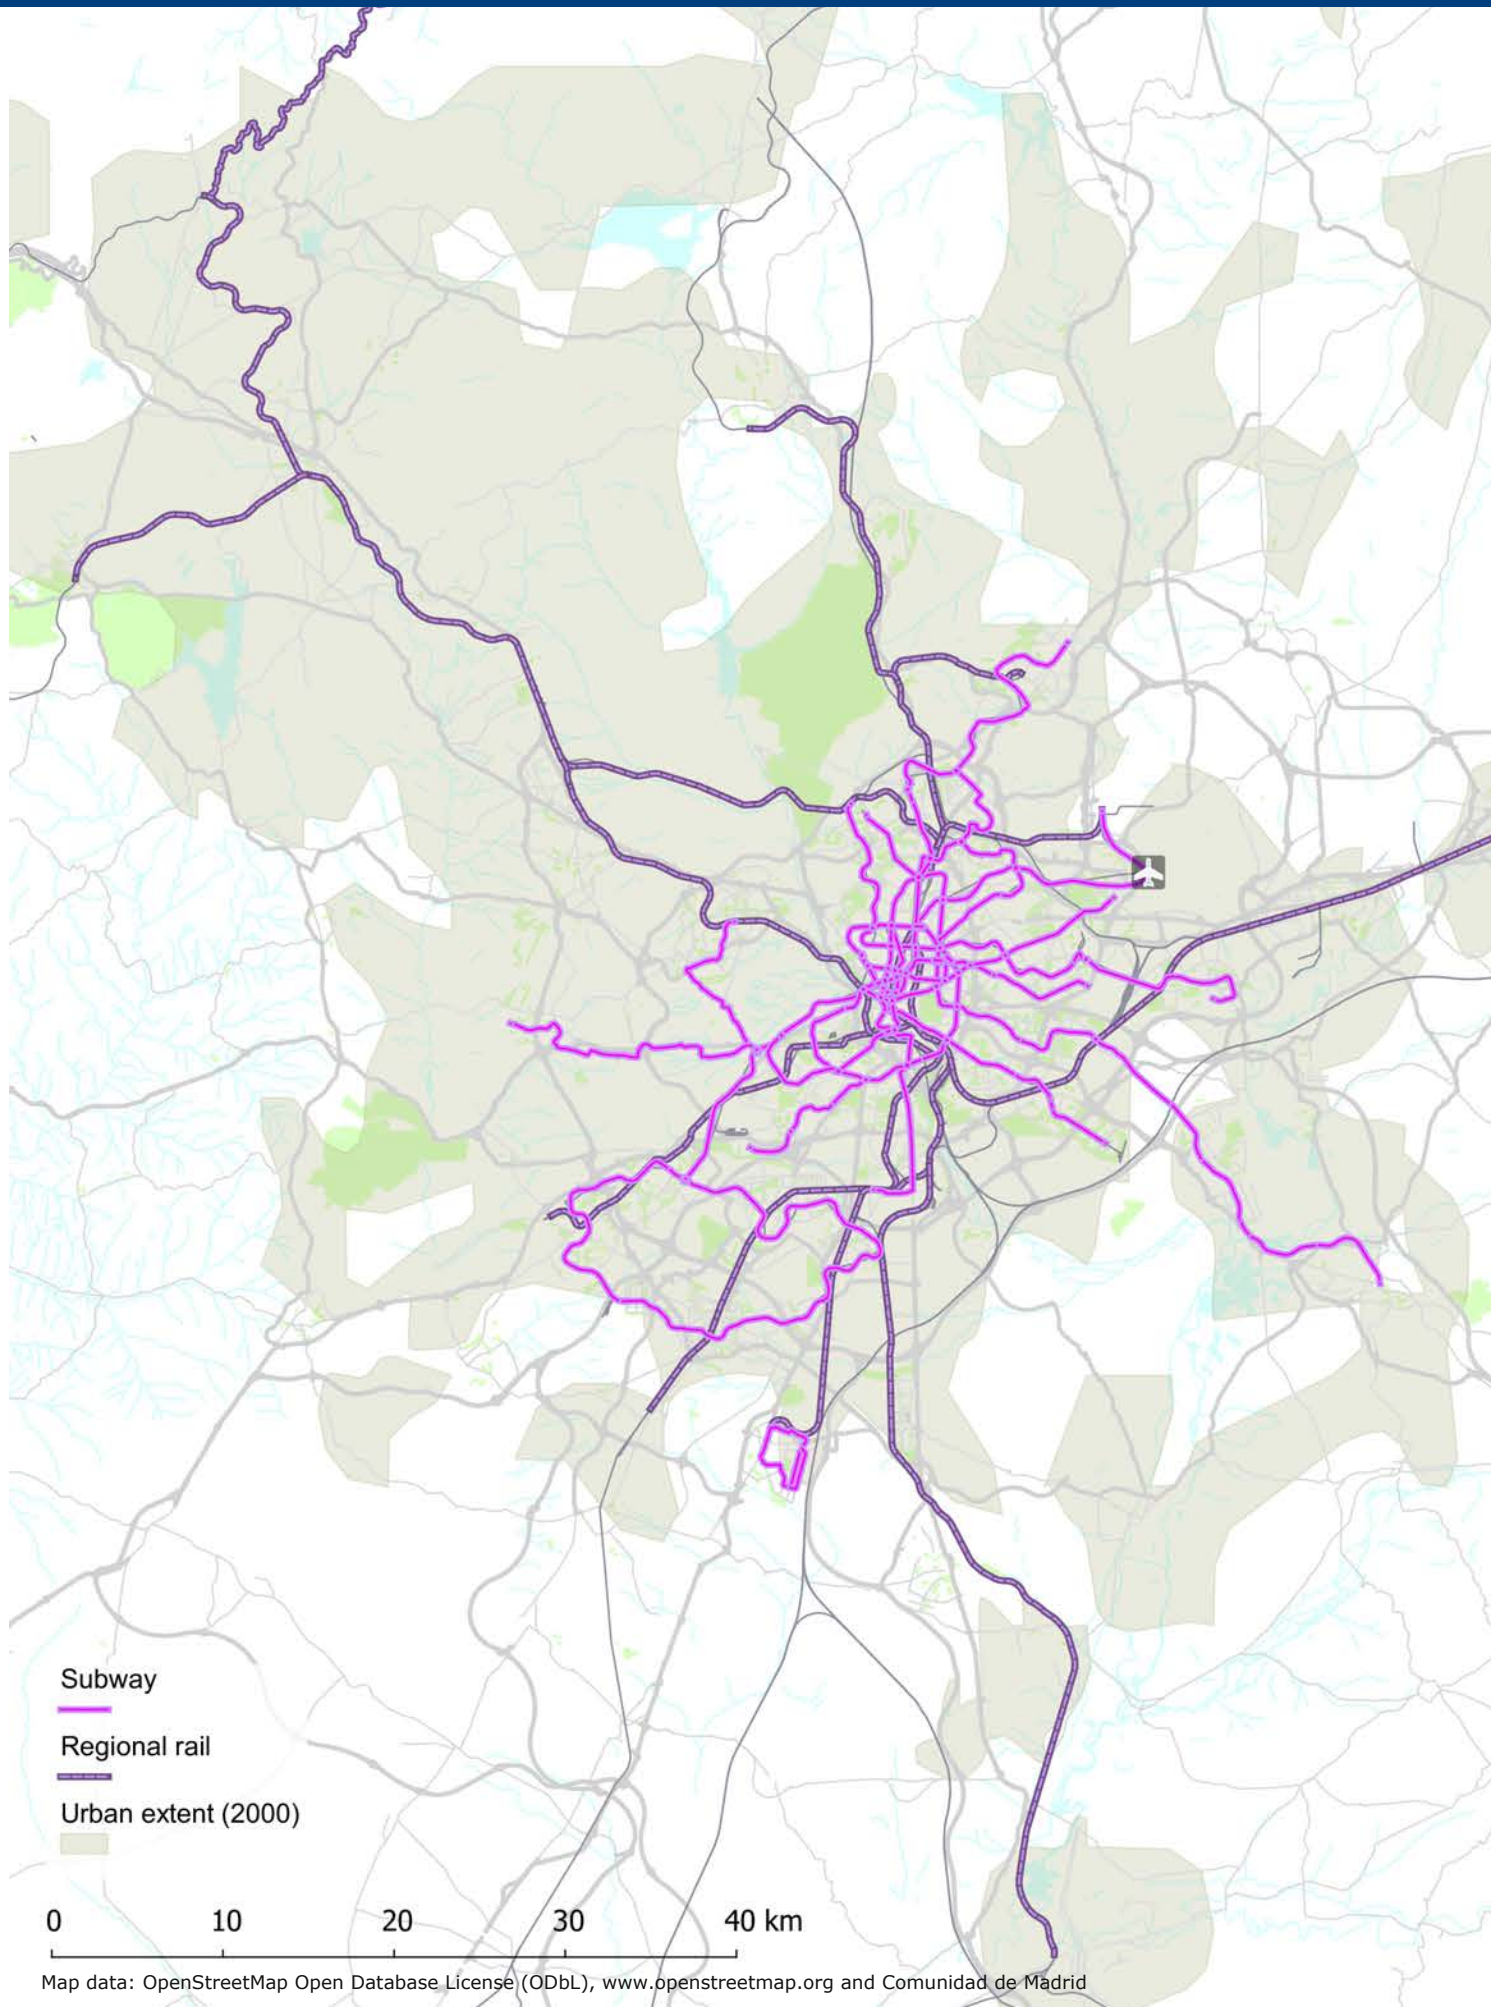 Subway
Regional rail
Urban extent (2000)
0 10 20 30 40 km
Map data: OpenStreetMap Open Database License (ODbL), www.openstreetmap.org and Comunidad de Madrid